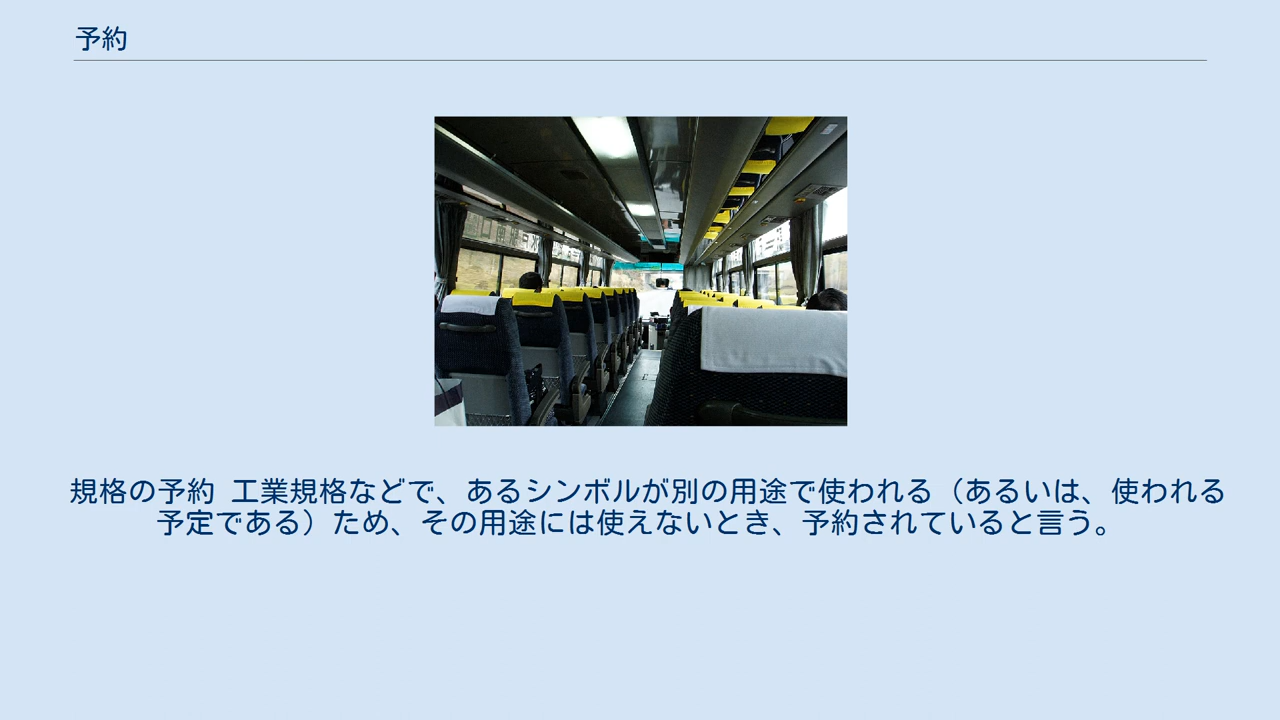 予約
規格の予約 工業規格などで、あるシンボルが別の用途で使われる（あるいは、使われる
予定である）ため、その用途には使えないとき、予約されていると言う。